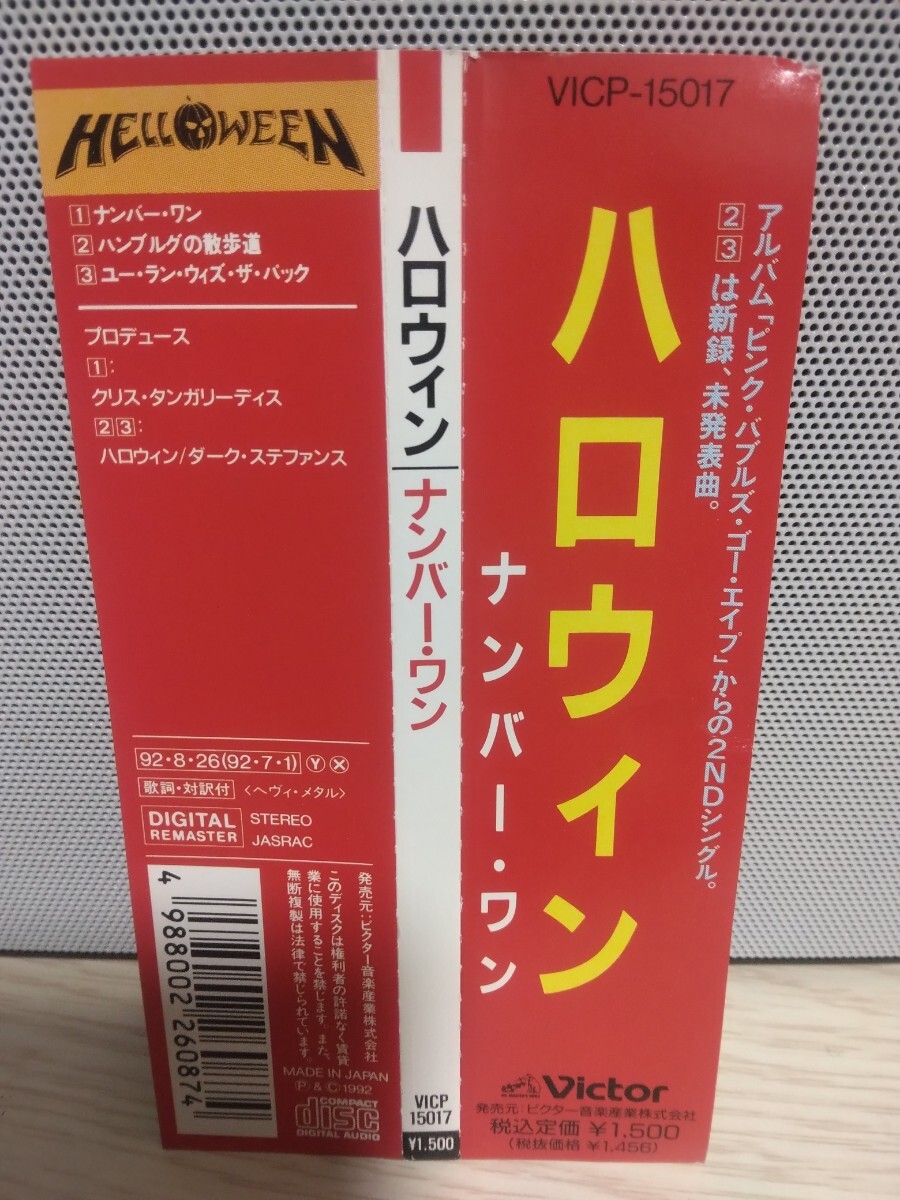 HELLOWEEN
1 ナンバー・ワン
2 ハンブルグの散歩道
3 ユー・ラン・ウィズ・ザ・パック
プロデュース
1:
クリス・タンガリーディス
2 3:
ハロウィン/ダーク・ステファンス
92・8・26(92・7・1) Y X
歌詞・対訳付 〈ヘヴィ・メタル〉
DIGITAL REMASTER
STEREO
JASRAC
4 988002 260874
発売元:ビクター音楽産業株式会社
このディスクは権利者の許諾なく賃貸
業に使用することを禁じます。また、
無断複製は法律で禁じられています。
MADE IN JAPAN
Ⓟ & Ⓒ 1992
COMPACT
disc
DIGITAL AUDIO
ハロウィン ナンバー・ワン
VICP
15017
¥1.500
VICP-15017
アルバム「ピンク・バブルズ・ゴー・エイプ」からの2NDシングル。
2 3 は新録、未発表曲。
ハロウィン
ナンバー・ワン
Victor
発売元:ビクター音楽産業株式会社
税込定価 ¥1,500
(税抜価格 ¥1,456)